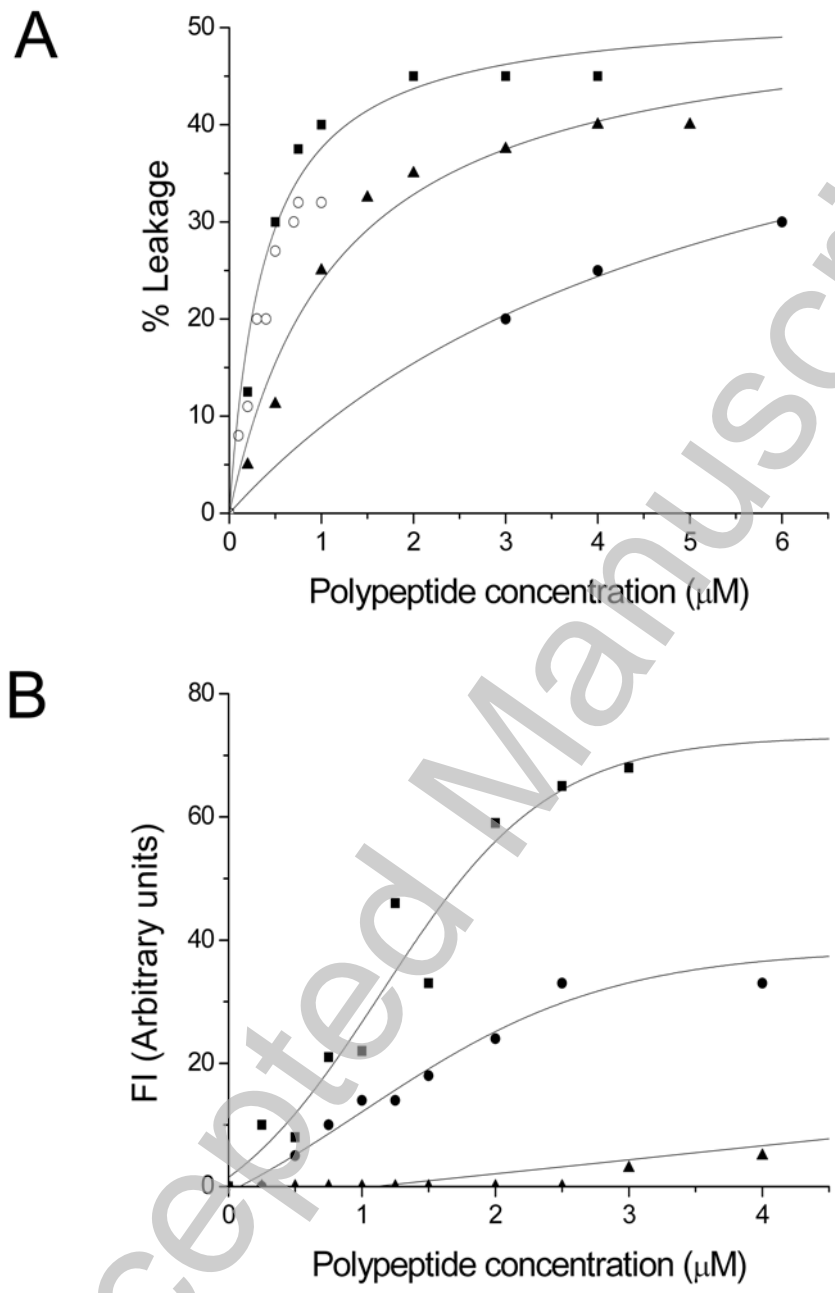 A
50
40
30
20
10
0
% Leakage
0 1 2 3 4 5 6
Polypeptide concentration (μM)
B
80
60
40
20
0
FI (Arbitrary units)
0 1 2 3 4
Polypeptide concentration (μM)
Accepted Manuscript